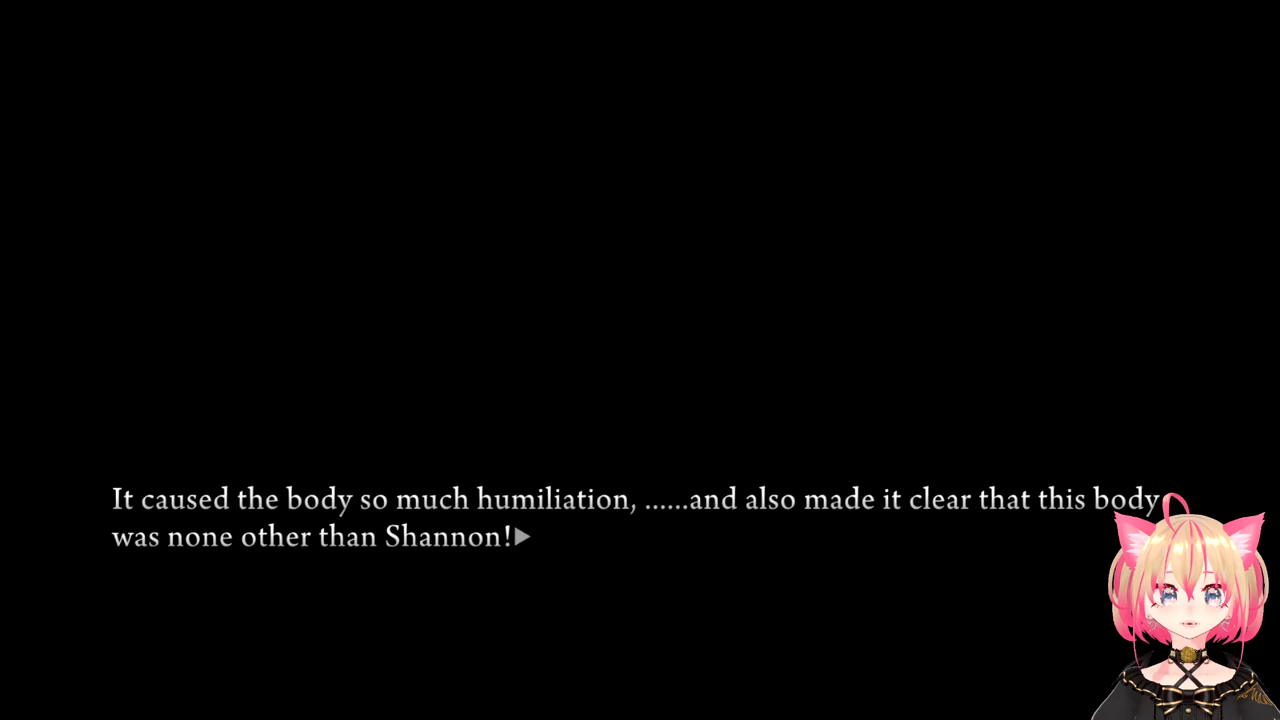 It caused the body so much humiliation, ......and also made it clear that this body
was none other than Shannon!